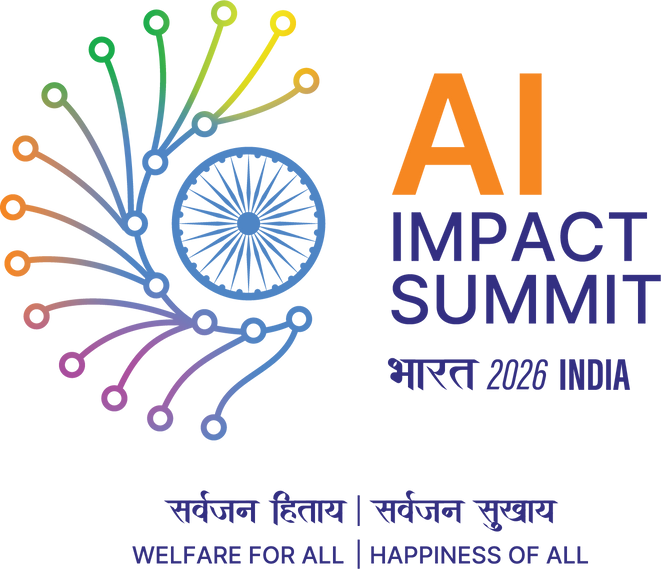 AI
IMPACT
SUMMIT
भारत 2026 INDIA
सर्वजन हिताय | सर्वजन सुखाय
WELFARE FOR ALL | HAPPINESS OF ALL